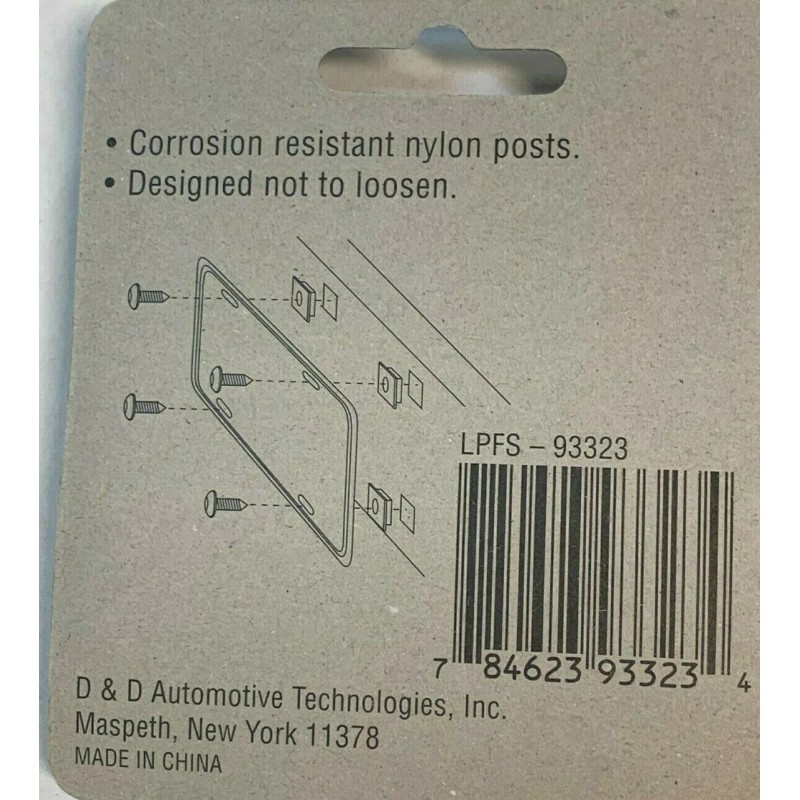 • Corrosion resistant nylon posts.
• Designed not to loosen.
LPFS – 93323
7 84623 93323 4
D & D Automotive Technologies, Inc.
Maspeth, New York 11378
MADE IN CHINA